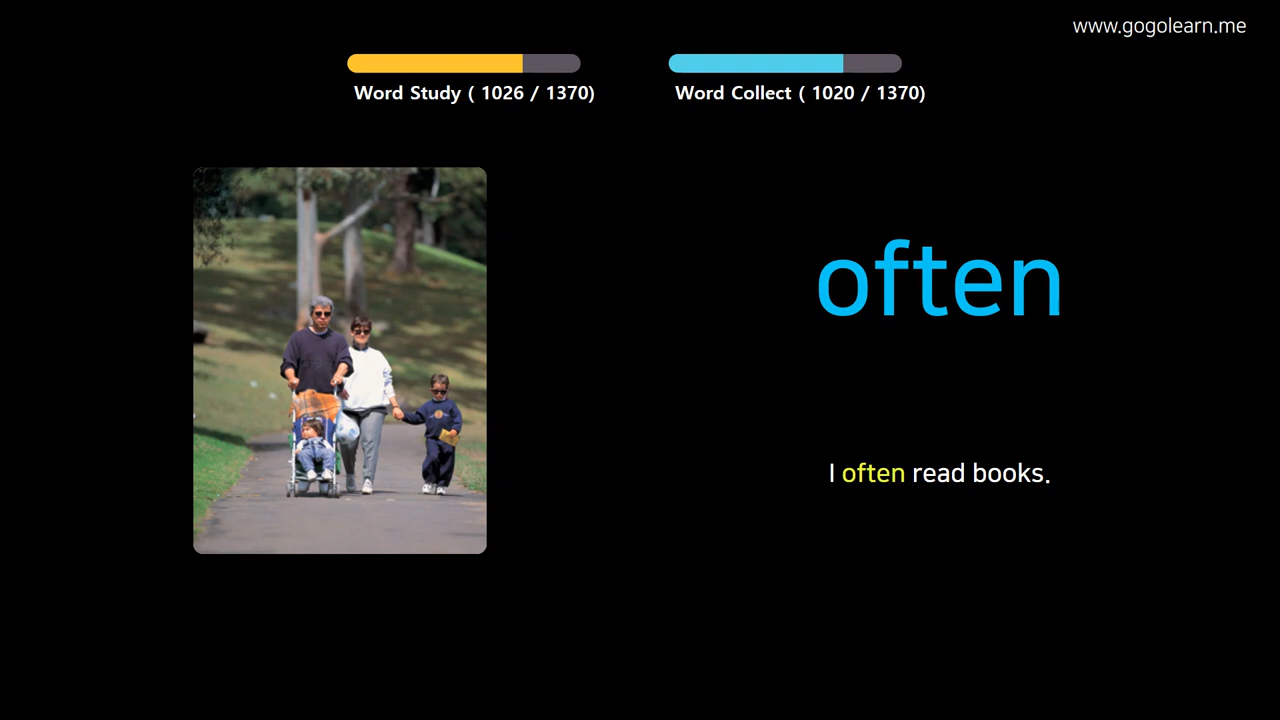 www.gogolearn.me
Word Study ( 1026 / 1370)
Word Collect ( 1020 / 1370)
often
I often read books.